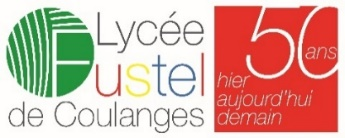 Lycée
Fustel
de Coulanges
50
ans
hier
aujourd'hui
demain